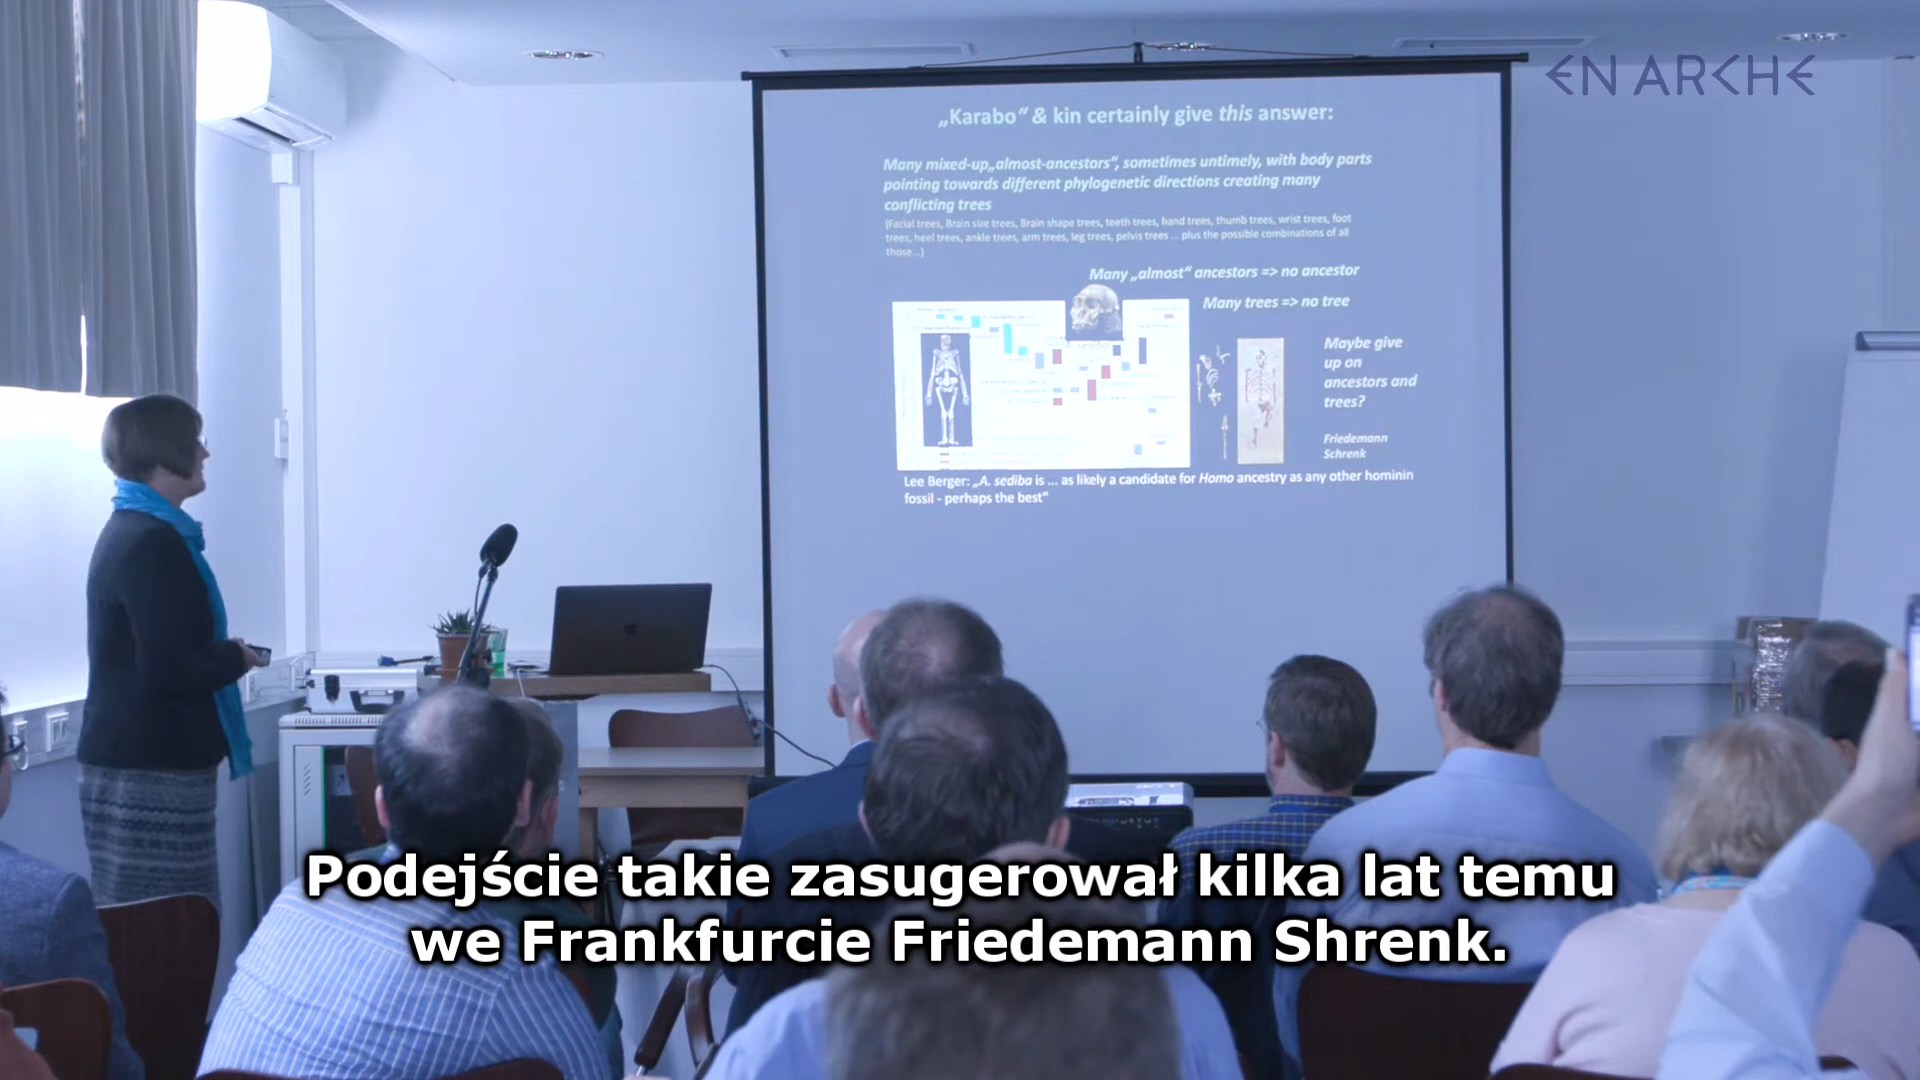 EN ARCHE
„Karabo“ & kin certainly give this answer:
Many mixed-up„almost-ancestors“, sometimes untimely, with body parts
pointing towards different phylogenetic directions creating many
conflicting trees
(Facial trees, Brain size trees, Brain shape trees, teeth trees, hand trees, thumb trees, wrist trees, foot
trees, heel trees, ankle trees, arm trees, leg trees, pelvis trees ... plus the possible combinations of all
those...)
Many „almost“ ancestors => no ancestor
Many trees => no tree
sediba
Maybe give
up on
ancestors and
trees?
Friedemann
Schrenk
Lee Berger: „A. sediba is ... as likely a candidate for Homo ancestry as any other hominin
fossil - perhaps the best“
Podejście takie zasugerował kilka lat temu
we Frankfurcie Friedemann Shrenk.